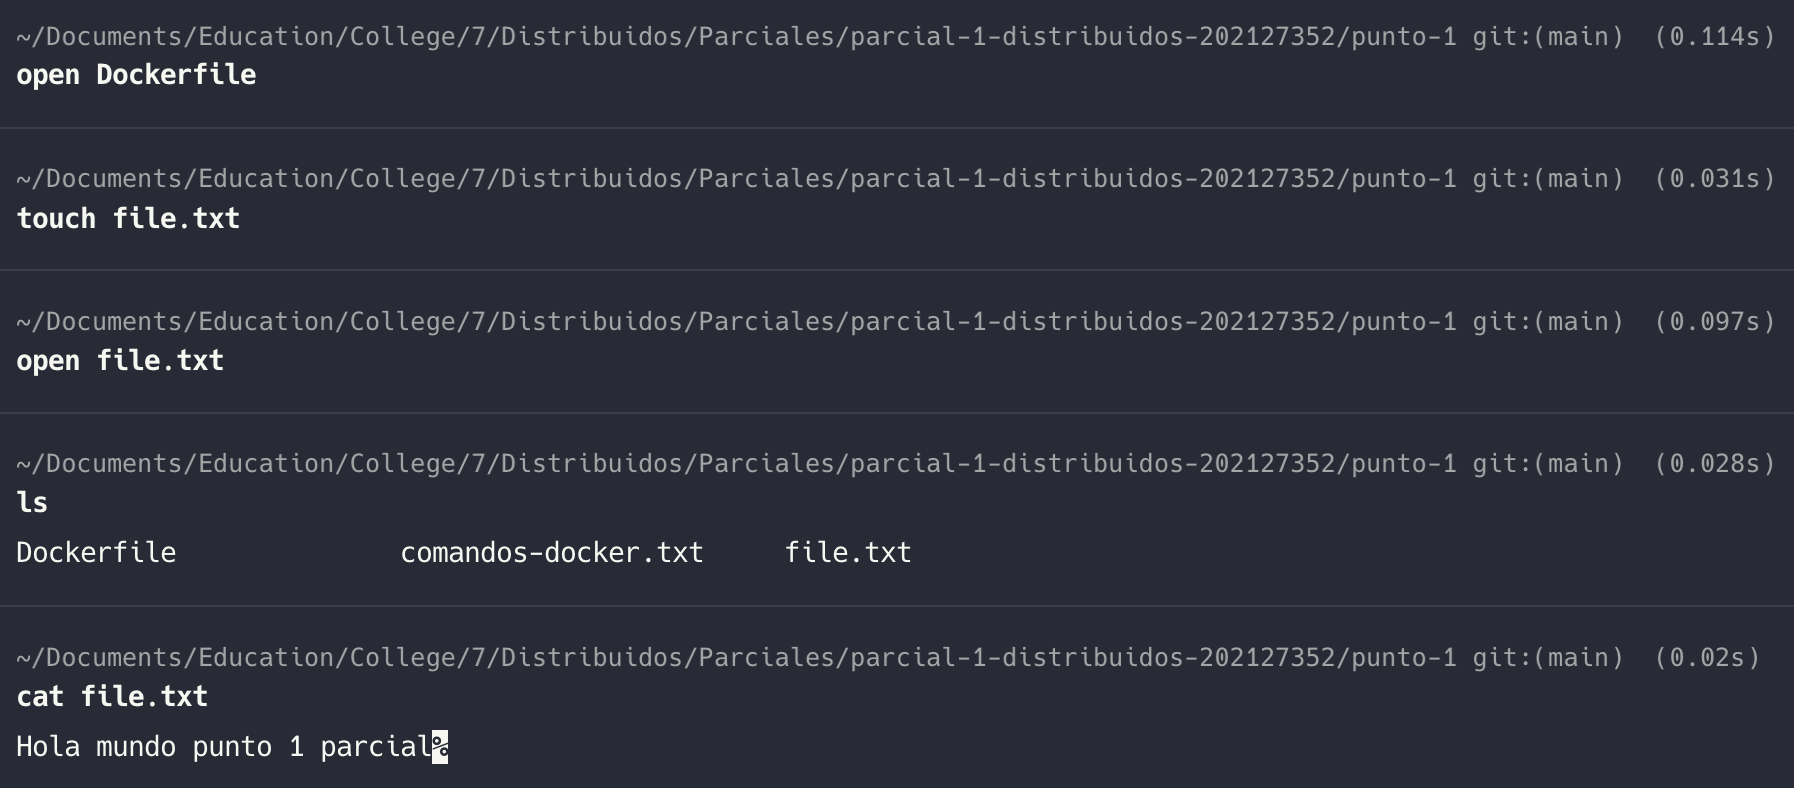 ~/Documents/Education/College/7/Distribuidos/Parciales/parcial-1-distribuidos-202127352/punto-1 git:(main) (0.114s)
open Dockerfile
~/Documents/Education/College/7/Distribuidos/Parciales/parcial-1-distribuidos-202127352/punto-1 git:(main) (0.031s)
touch file.txt
~/Documents/Education/College/7/Distribuidos/Parciales/parcial-1-distribuidos-202127352/punto-1 git:(main) (0.097s)
open file.txt
~/Documents/Education/College/7/Distribuidos/Parciales/parcial-1-distribuidos-202127352/punto-1 git:(main) (0.028s)
ls
Dockerfile comandos-docker.txt file.txt
~/Documents/Education/College/7/Distribuidos/Parciales/parcial-1-distribuidos-202127352/punto-1 git:(main) (0.02s)
cat file.txt
Hola mundo punto 1 parcial%